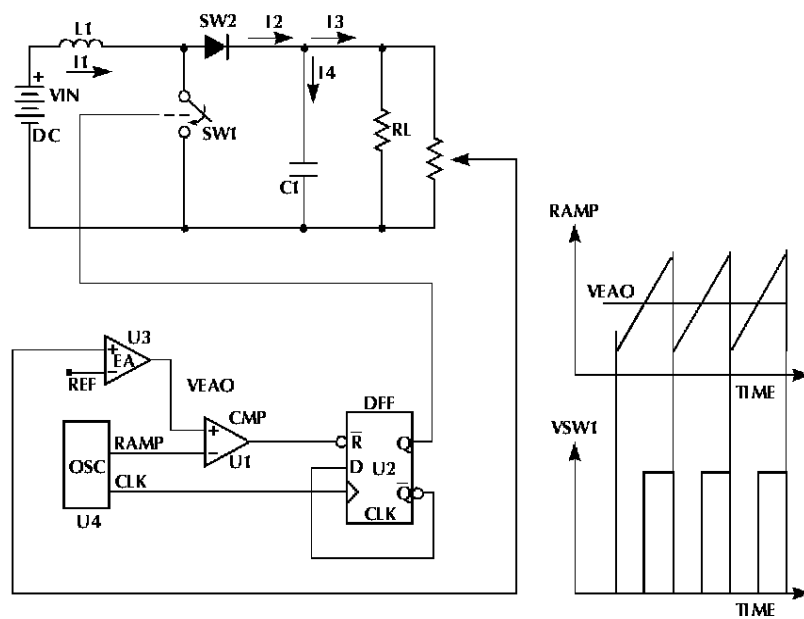 SW2 I2 I3
L1
I1
I4
+
VIN
DC
SW1
RL
C1
RAMP
VEAO
TIME
U3
+
EA
−
REF
VEAO
DFF
CMP
+
−
U1
R
Q
D
U2
Q
CLK
OSC
RAMP
CLK
U4
VSW1
TIME